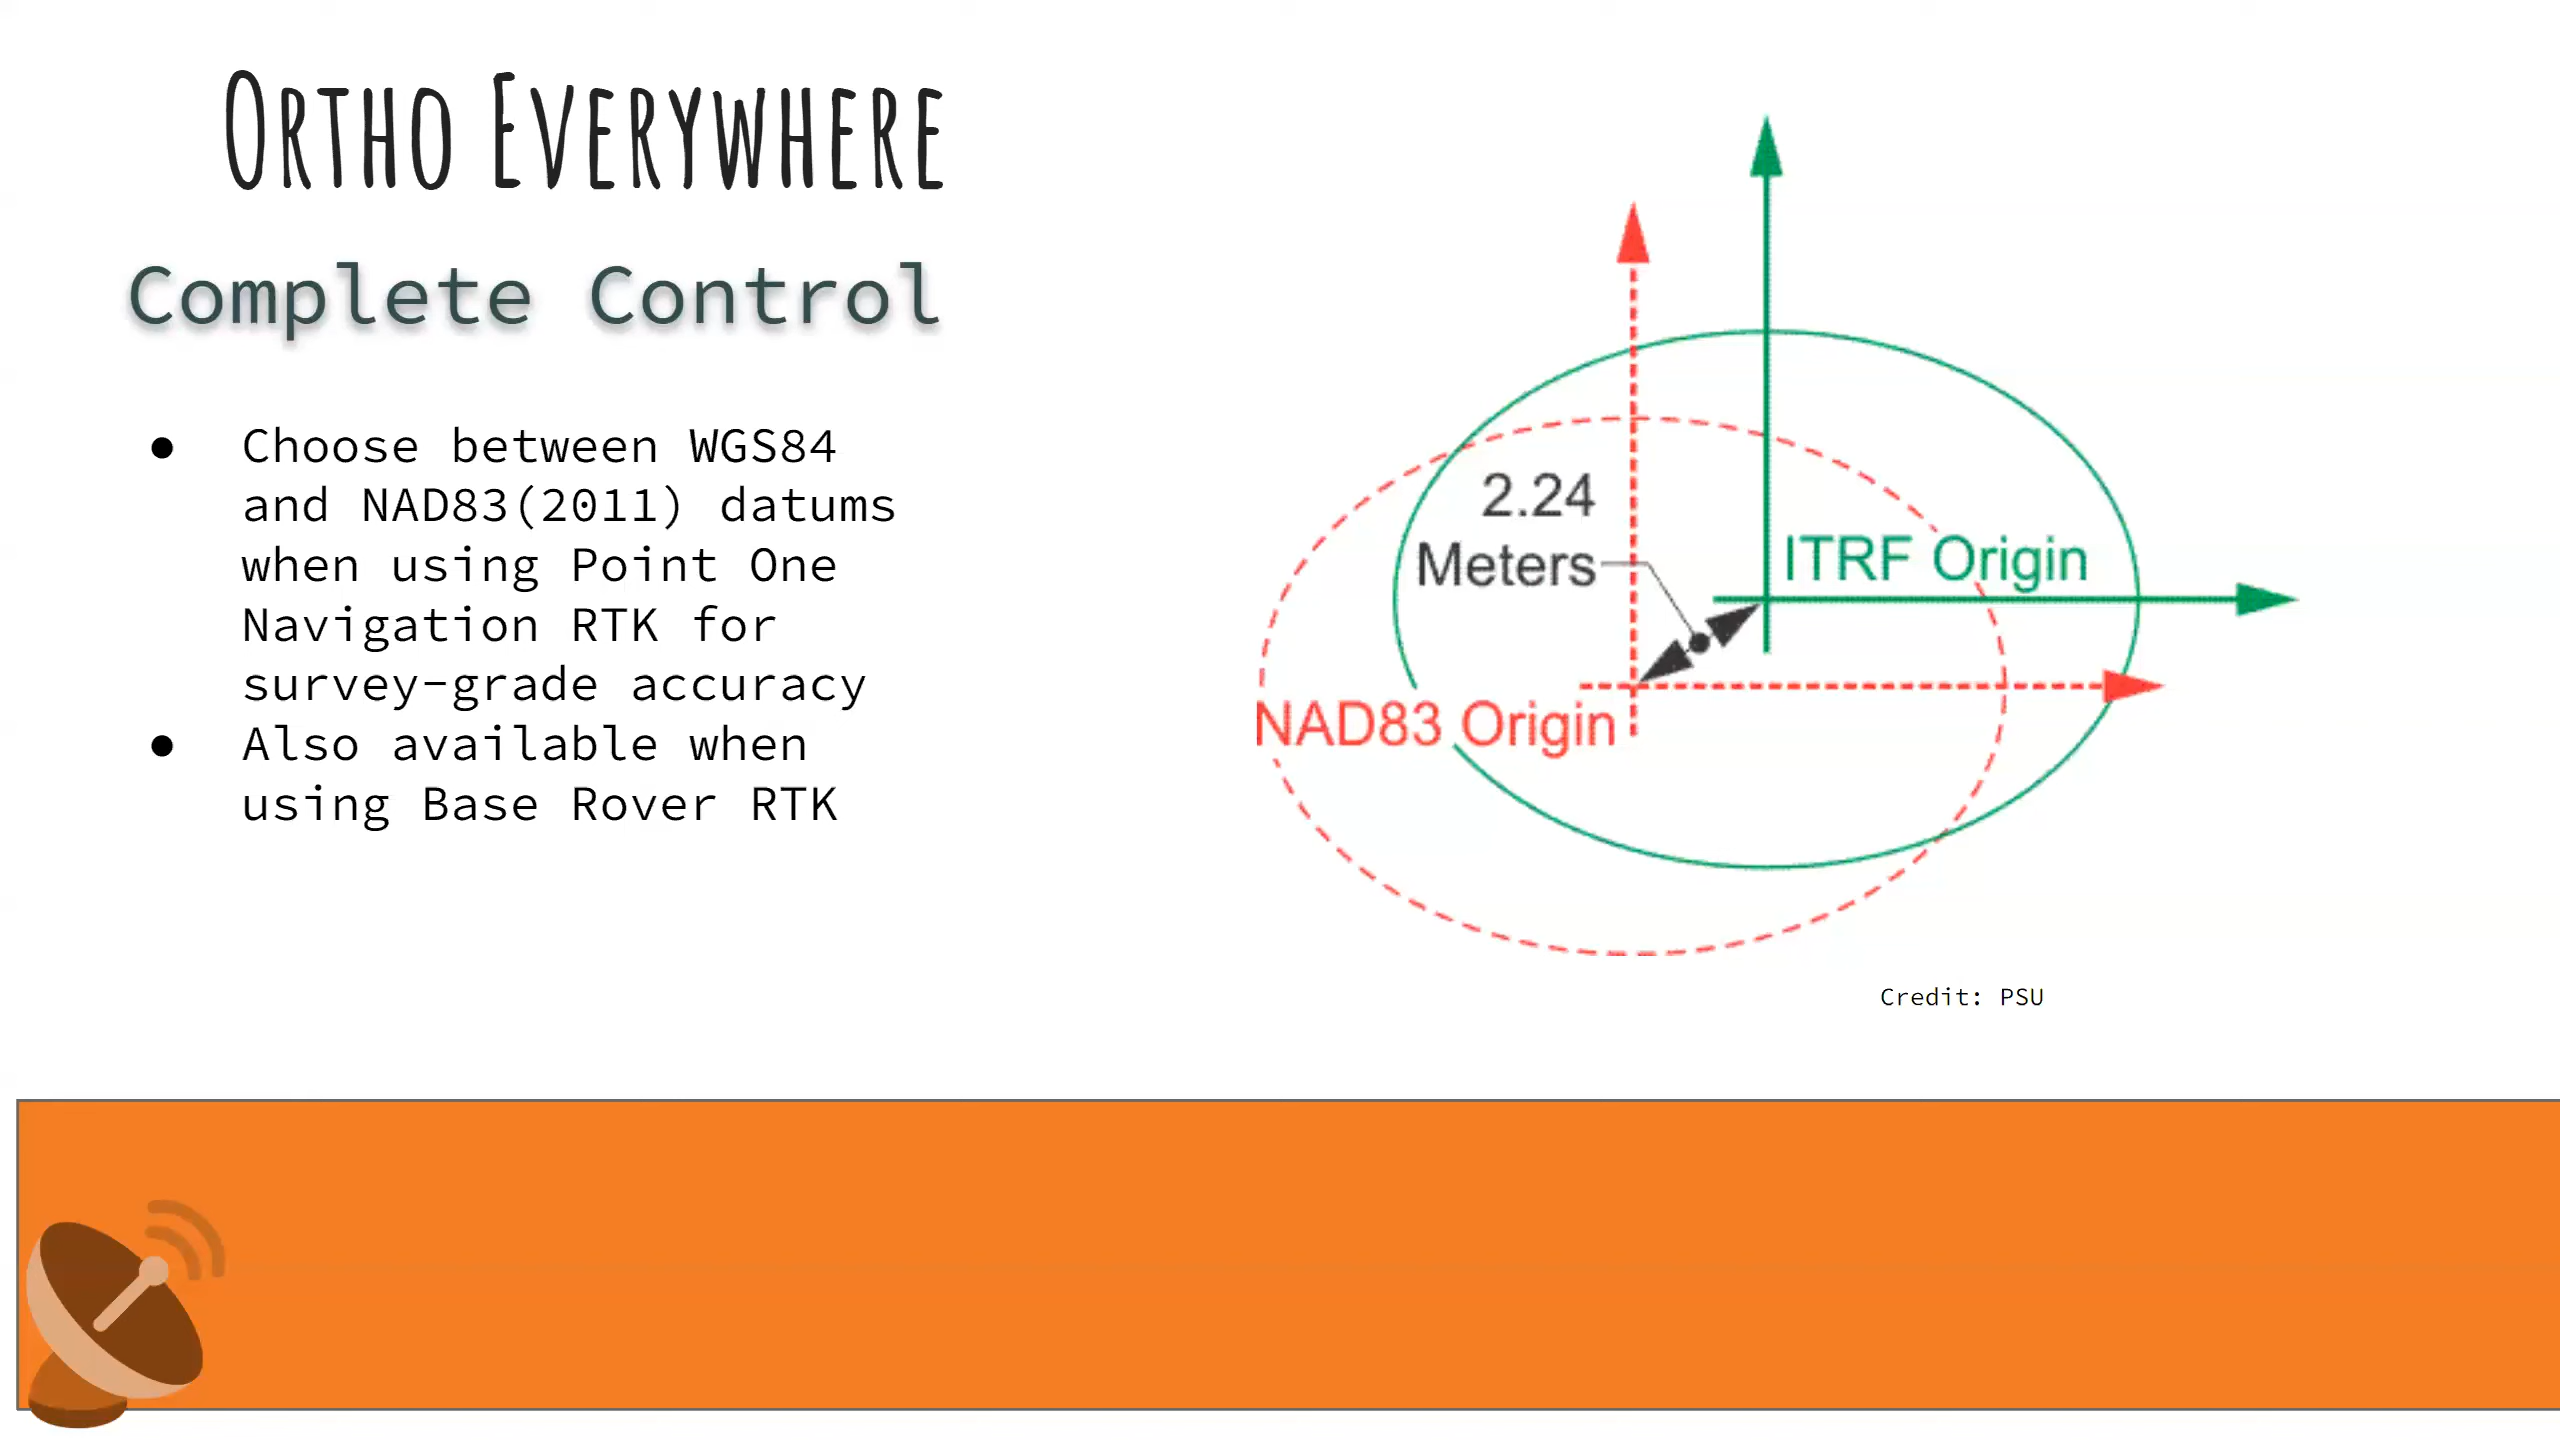 Ortho Everywhere
Complete Control
● Choose between WGS84
and NAD83(2011) datums
when using Point One
Navigation RTK for
survey-grade accuracy
● Also available when
using Base Rover RTK
2.24
Meters
ITRF Origin
NAD83 Origin
Credit: PSU